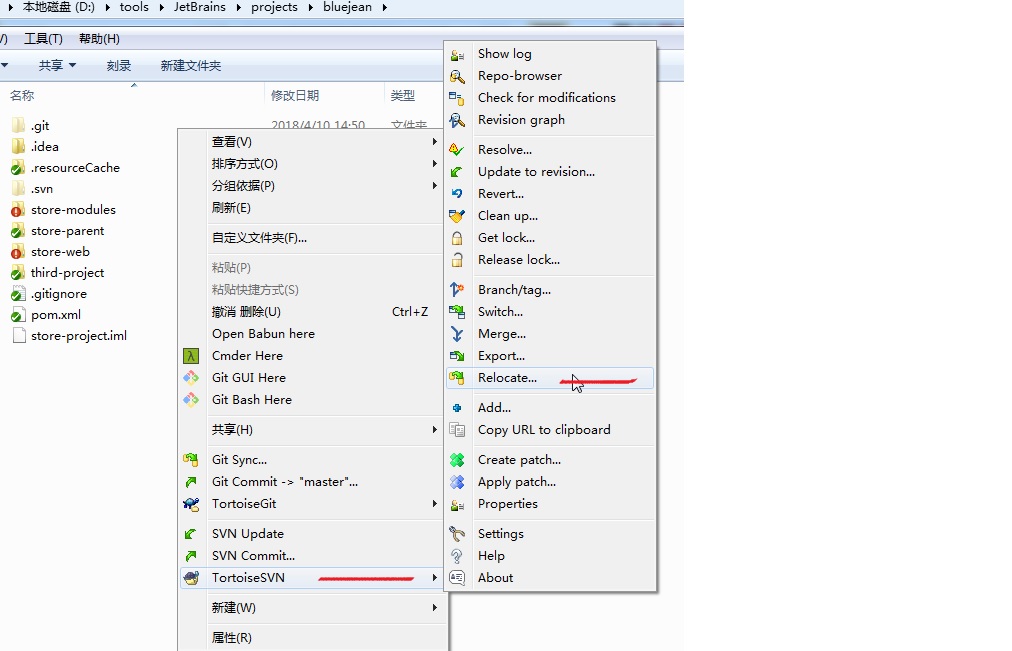 本地磁盘 (D:) ▸ tools ▸ JetBrains ▸ projects ▸ bluejean ▸
/) 工具(T) 帮助(H)
共享 刻录 新建文件夹
名称 修改日期 类型
.git 2018/4/10 14:50 文件夹
.idea
.resourceCache
.svn
store-modules
store-parent
store-web
third-project
.gitignore
pom.xml
store-project.iml
查看(V)
排序方式(O)
分组依据(P)
刷新(E)
自定义文件夹(F)...
粘贴(P)
粘贴快捷方式(S)
撤消 删除(U) Ctrl+Z
Open Babun here
Cmder Here
Git GUI Here
Git Bash Here
共享(H)
Git Sync...
Git Commit -> "master"...
TortoiseGit
SVN Update
SVN Commit...
TortoiseSVN
新建(W)
属性(R)
Show log
Repo-browser
Check for modifications
Revision graph
Resolve...
Update to revision...
Revert...
Clean up...
Get lock...
Release lock...
Branch/tag...
Switch...
Merge...
Export...
Relocate...
Add...
Copy URL to clipboard
Create patch...
Apply patch...
Properties
Settings
Help
About